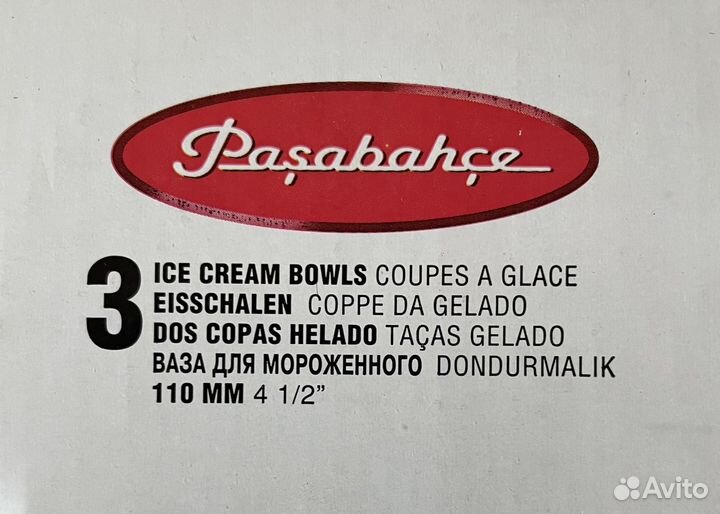 Paşabahçe
3 ICE CREAM BOWLS COUPES A GLACE
EISSCHALEN COPPE DA GELADO
DOS COPAS HELADO TAÇAS GELADO
ВАЗА ДЛЯ МОРОЖЕННОГО DONDURMALIK
110 MM 4 1/2”
Avito